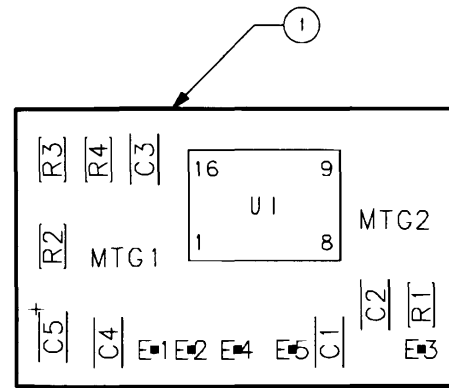 1
R3 R4 C3
16 9
U1
1 8
MTG2
R2
MTG1
+
C5 C4 E1 E2 E4 E5 C1 C2 R1 E3